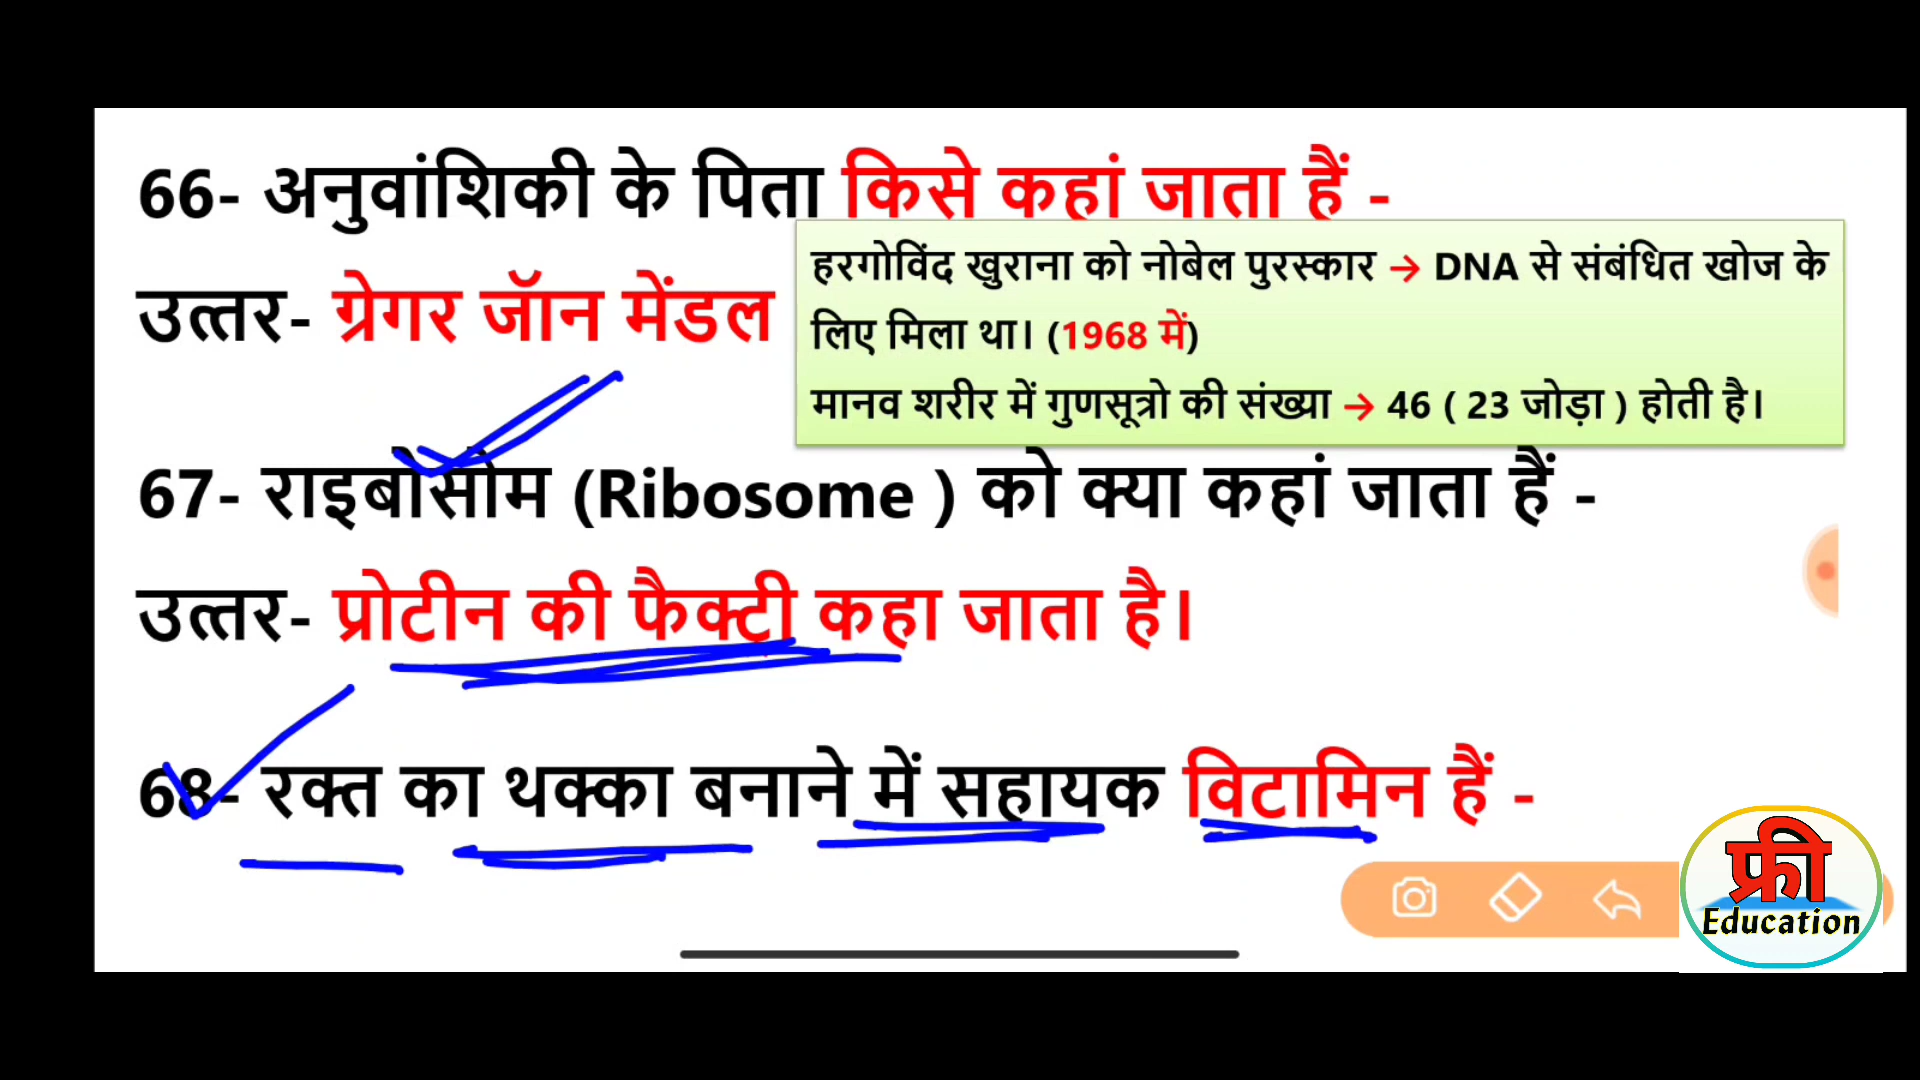 66- अनुवांशिकी के पिता किसे कहां जाता हैं -
हरगोविंद खुराना को नोबेल पुरस्कार → DNA से संबंधित खोज के
लिए मिला था। (1968 में)
मानव शरीर में गुणसूत्रो की संख्या → 46 ( 23 जोड़ा ) होती है।
उत्तर- ग्रेगर जॅान मेंडल
67- राइबोसोम (Ribosome ) को क्या कहां जाता हैं -
उत्तर- प्रोटीन की फैक्टी कहा जाता है।
68- रक्त का थक्का बनाने में सहायक विटामिन हैं -
फ्री
Education